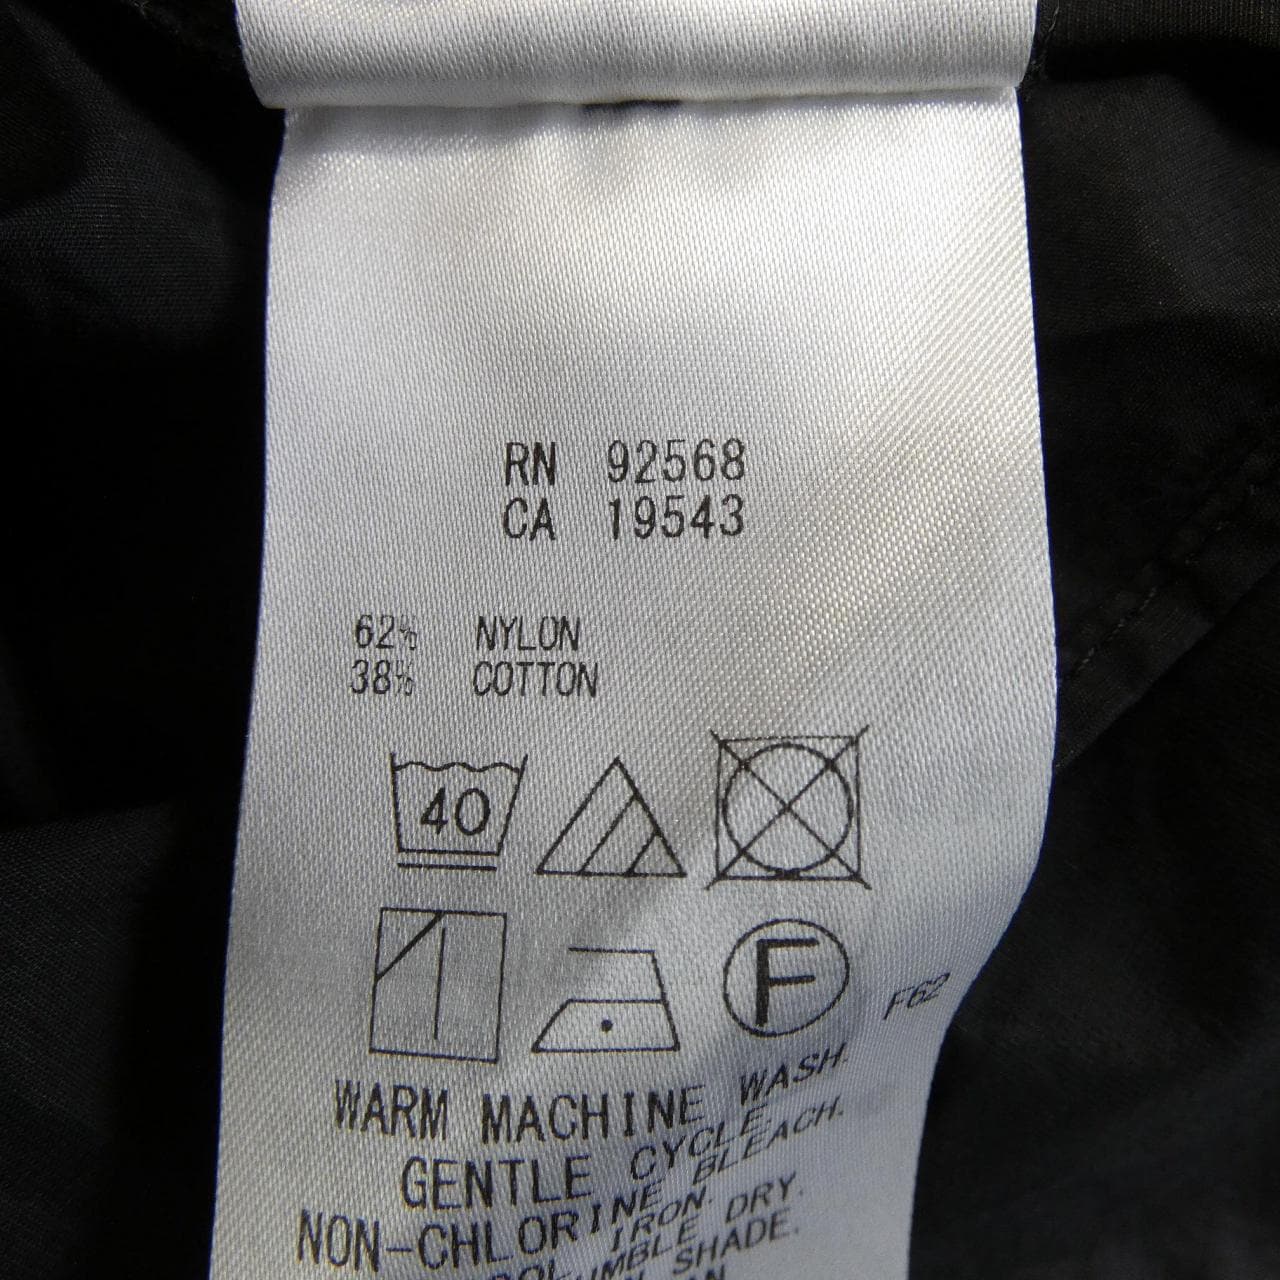 RN 92568
CA 19543
62% NYLON
38% COTTON
40
F
F62
WARM MACHINE WASH.
GENTLE CYCLE.
NON-CHLORINE BLEACH.
IRON.
DRY.
SHADE.